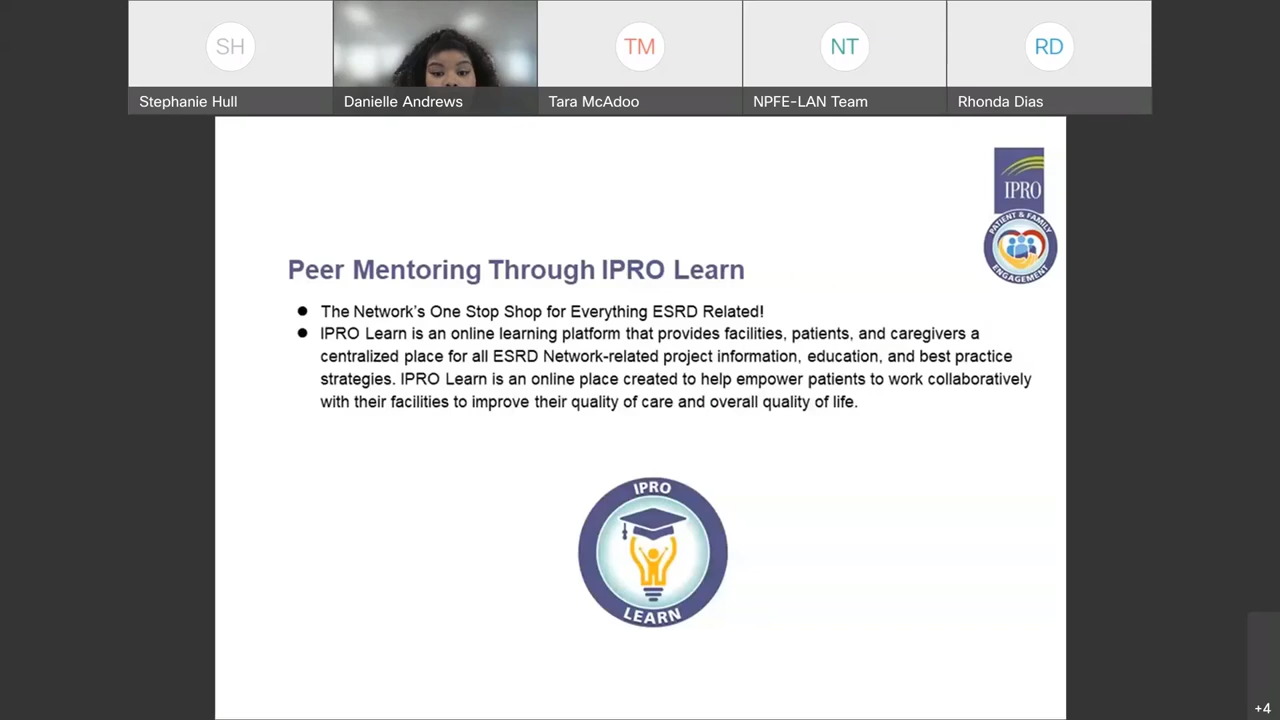 SH
TM
NT
RD
Stephanie Hull
Danielle Andrews
Tara McAdoo
NPFE-LAN Team
Rhonda Dias
IPRO
PATIENT & FAMILY
ENGAGEMENT
Peer Mentoring Through IPRO Learn
● The Network's One Stop Shop for Everything ESRD Related!
● IPRO Learn is an online learning platform that provides facilities, patients, and caregivers a
centralized place for all ESRD Network-related project information, education, and best practice
strategies. IPRO Learn is an online place created to help empower patients to work collaboratively
with their facilities to improve their quality of care and overall quality of life.
IPRO
LEARN
+4